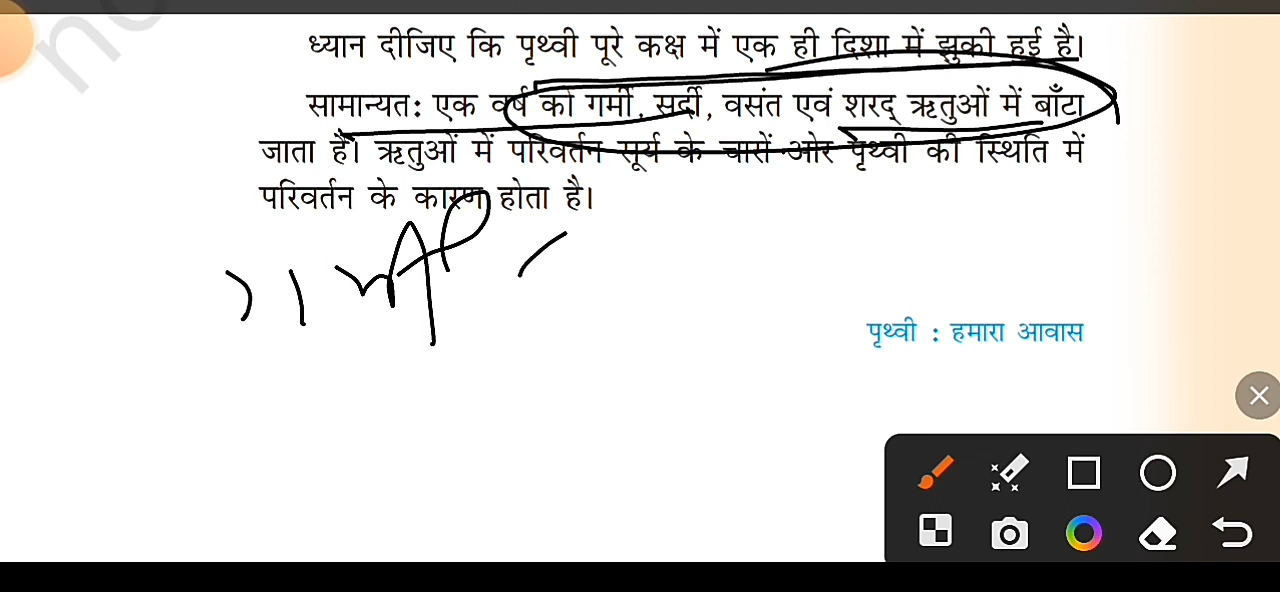 ध्यान दीजिए कि पृथ्वी पूरे कक्ष में एक ही दिशा में झुकी हुई है।
सामान्यतः एक वर्ष को गर्मी, सर्दी, वसंत एवं शरद् ऋतुओं में बाँटा
जाता है। ऋतुओं में परिवर्तन सूर्य के चारों ओर पृथ्वी की स्थिति में
परिवर्तन के कारण होता है।
पृथ्वी : हमारा आवास